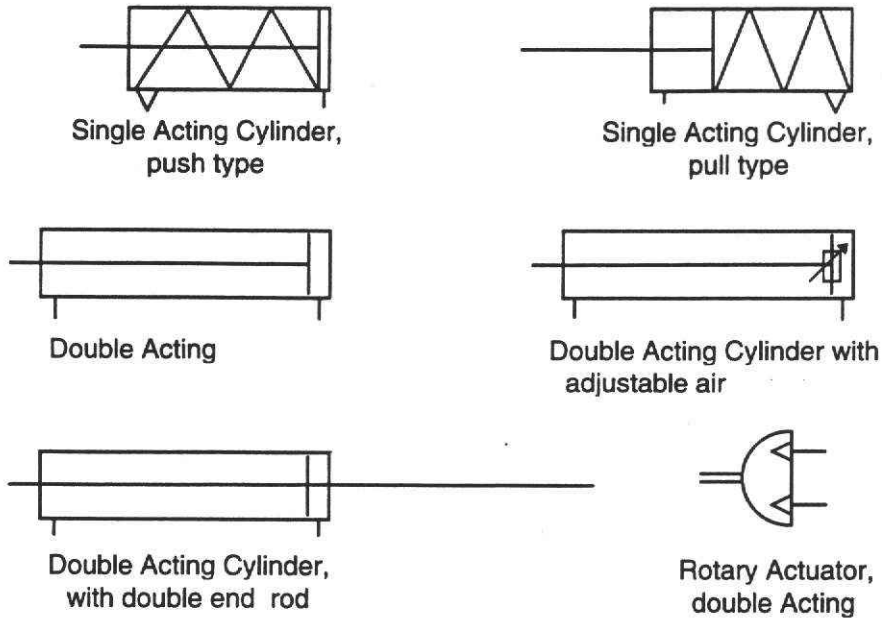 Single Acting Cylinder,
push type
Single Acting Cylinder,
pull type
Double Acting
Double Acting Cylinder with
adjustable air
Double Acting Cylinder,
with double end rod
Rotary Actuator,
double Acting